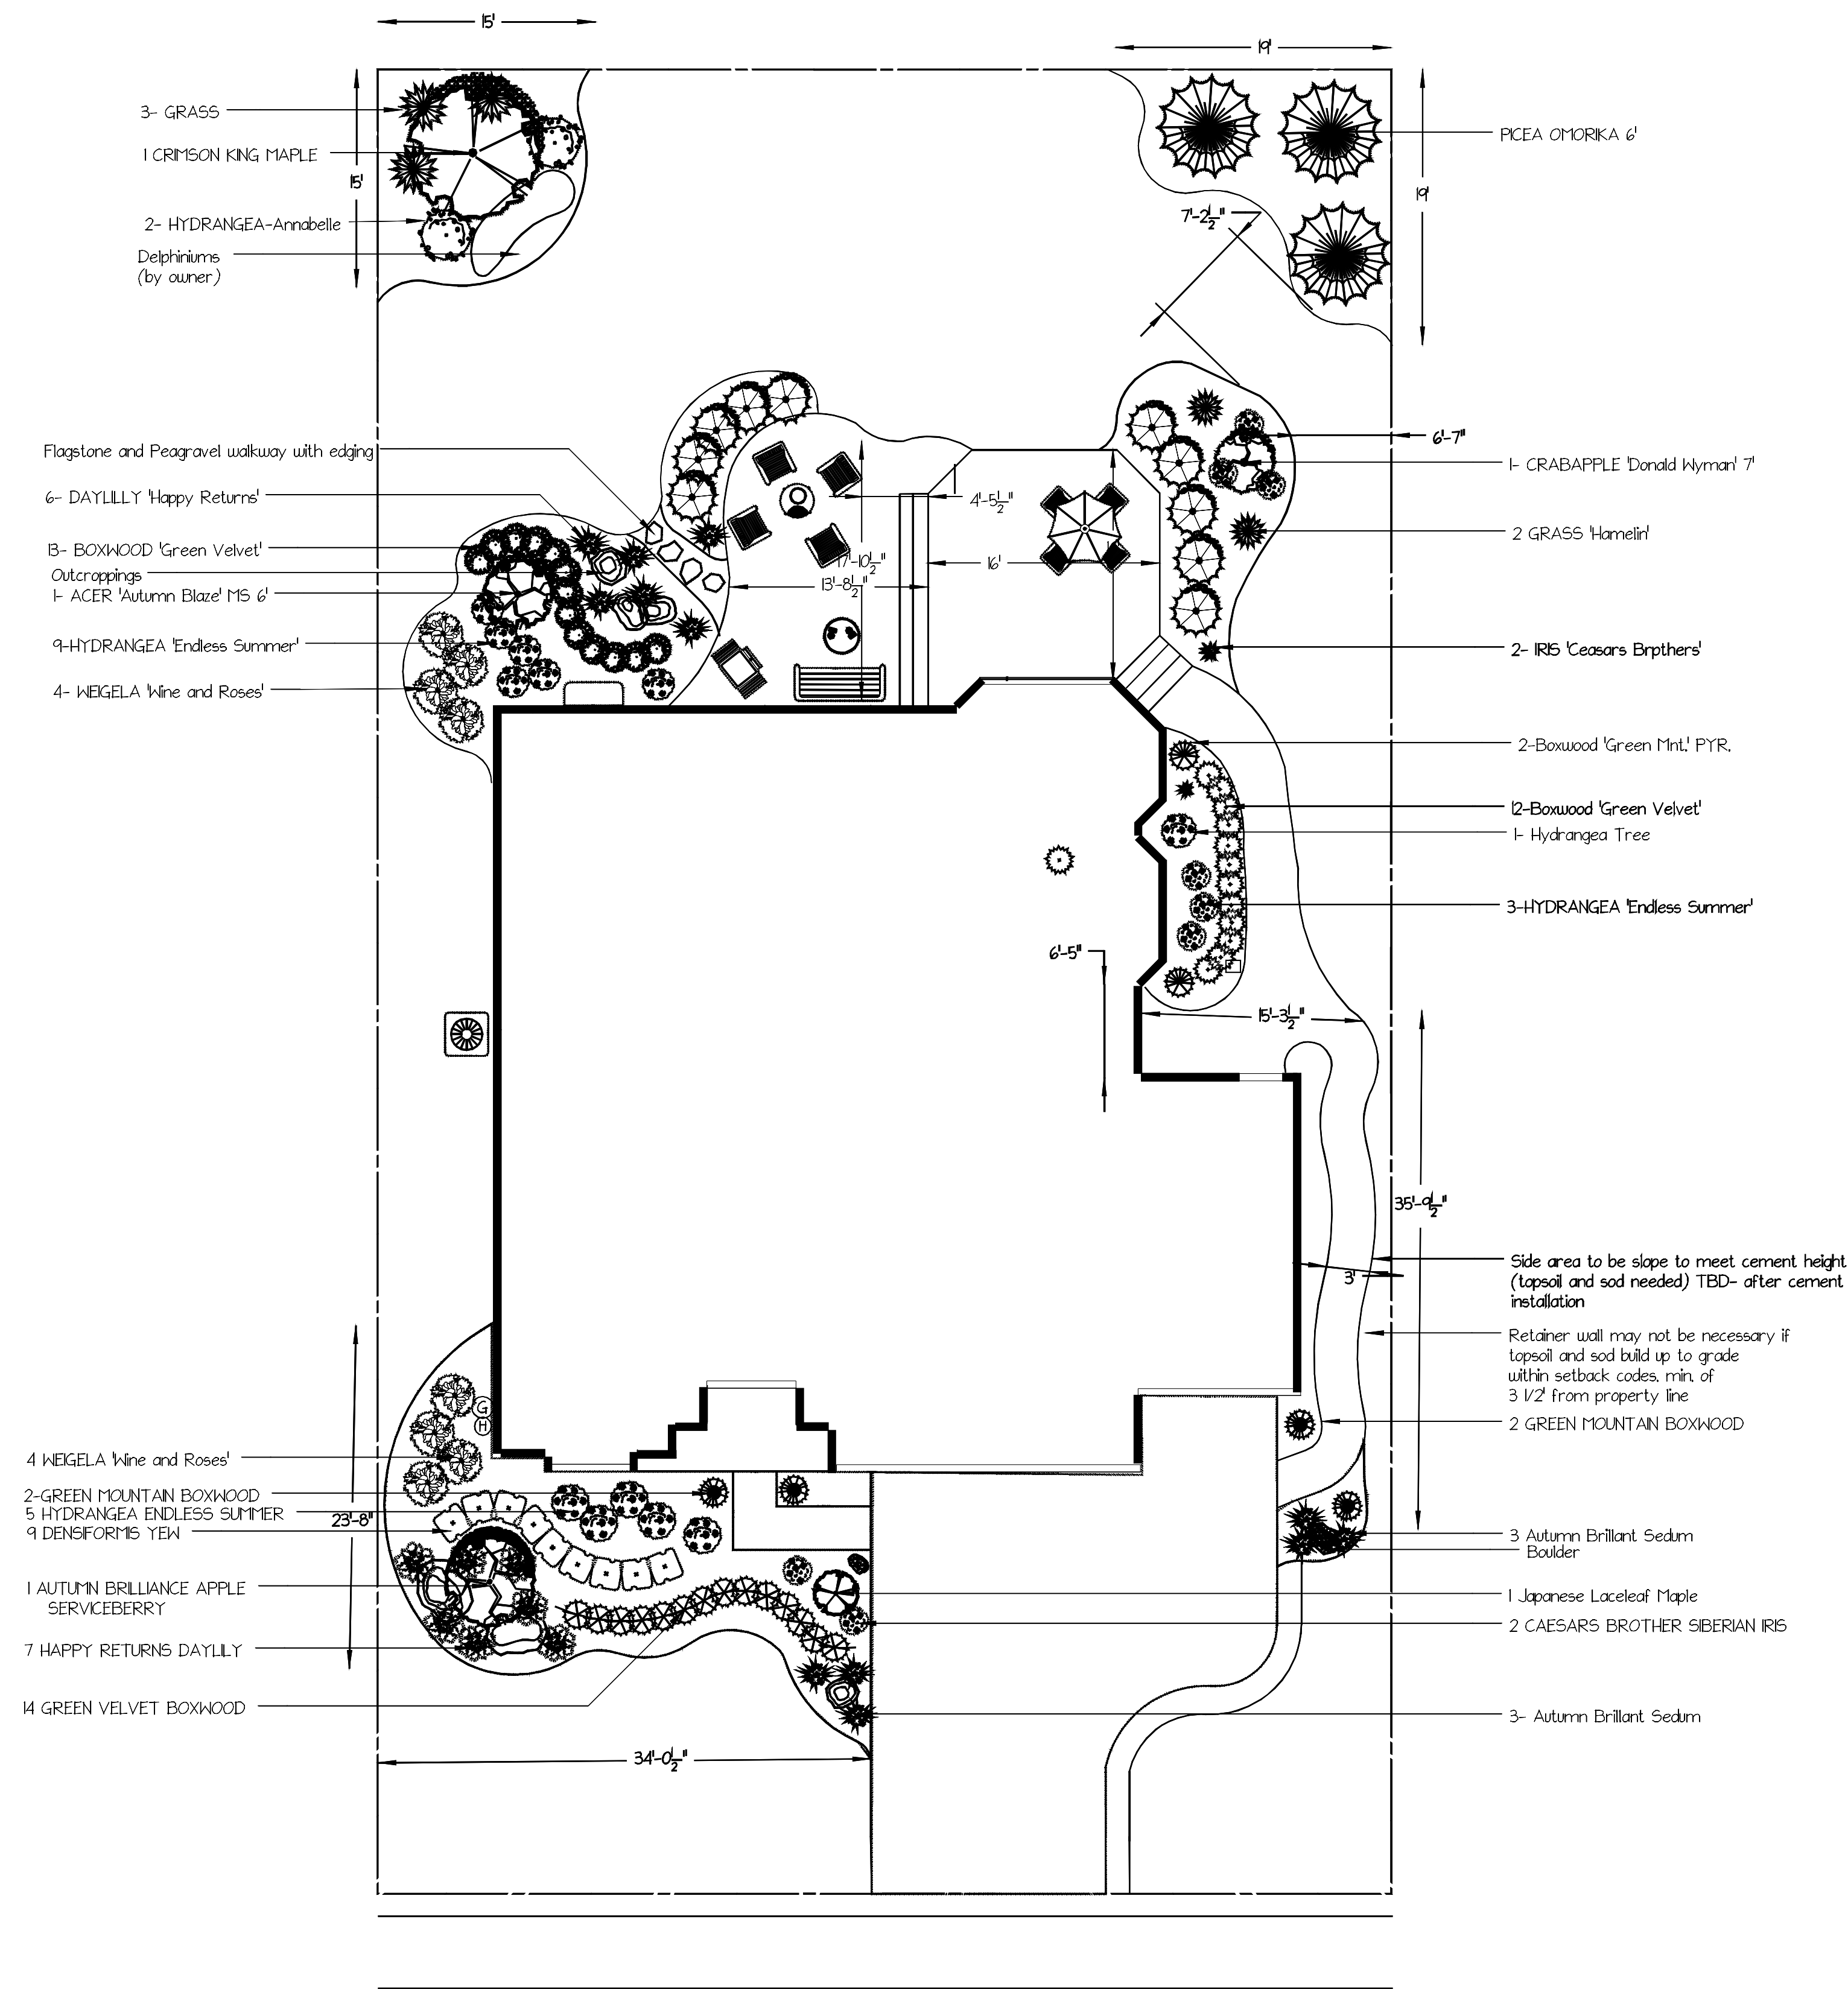 15'
19'
3- GRASS
1 CRIMSON KING MAPLE
15'
2- HYDRANGEA-Annabelle
Delphiniums
(by owner)
PICEA OMORIKA 6'
19'
7'-2½"
Flagstone and Peagravel walkway with edging
6- DAYLILLY 'Happy Returns'
13- BOXWOOD 'Green Velvet'
Outcroppings
1- ACER 'Autumn Blaze' MS 6'
9-HYDRANGEA 'Endless Summer'
4- WEIGELA 'Wine and Roses'
4'-5½"
17'-10½"
13'-8½"
16'
6'-7"
1- CRABAPPLE 'Donald Wyman' 7'
2 GRASS 'Hamelin'
2- IRIS 'Ceasars Brpthers'
2-Boxwood 'Green Mnt.' PYR.
12-Boxwood 'Green Velvet'
1- Hydrangea Tree
3-HYDRANGEA 'Endless Summer'
6'-5"
15'-3½"
35'-9½"
Side area to be slope to meet cement height
(topsoil and sod needed) TBD- after cement
installation
3'
Retainer wall may not be necessary if
topsoil and sod build up to grade
within setback codes. min. of
3 1/2' from property line
2 GREEN MOUNTAIN BOXWOOD
G
H
4 WEIGELA 'Wine and Roses'
2-GREEN MOUNTAIN BOXWOOD
5 HYDRANGEA ENDLESS SUMMER
9 DENSIFORMIS YEW
23'-8"
1 AUTUMN BRILLIANCE APPLE
SERVICEBERRY
7 HAPPY RETURNS DAYLILY
14 GREEN VELVET BOXWOOD
3 Autumn Brillant Sedum
Boulder
1 Japanese Laceleaf Maple
2 CAESARS BROTHER SIBERIAN IRIS
3- Autumn Brillant Sedum
34'-0½"